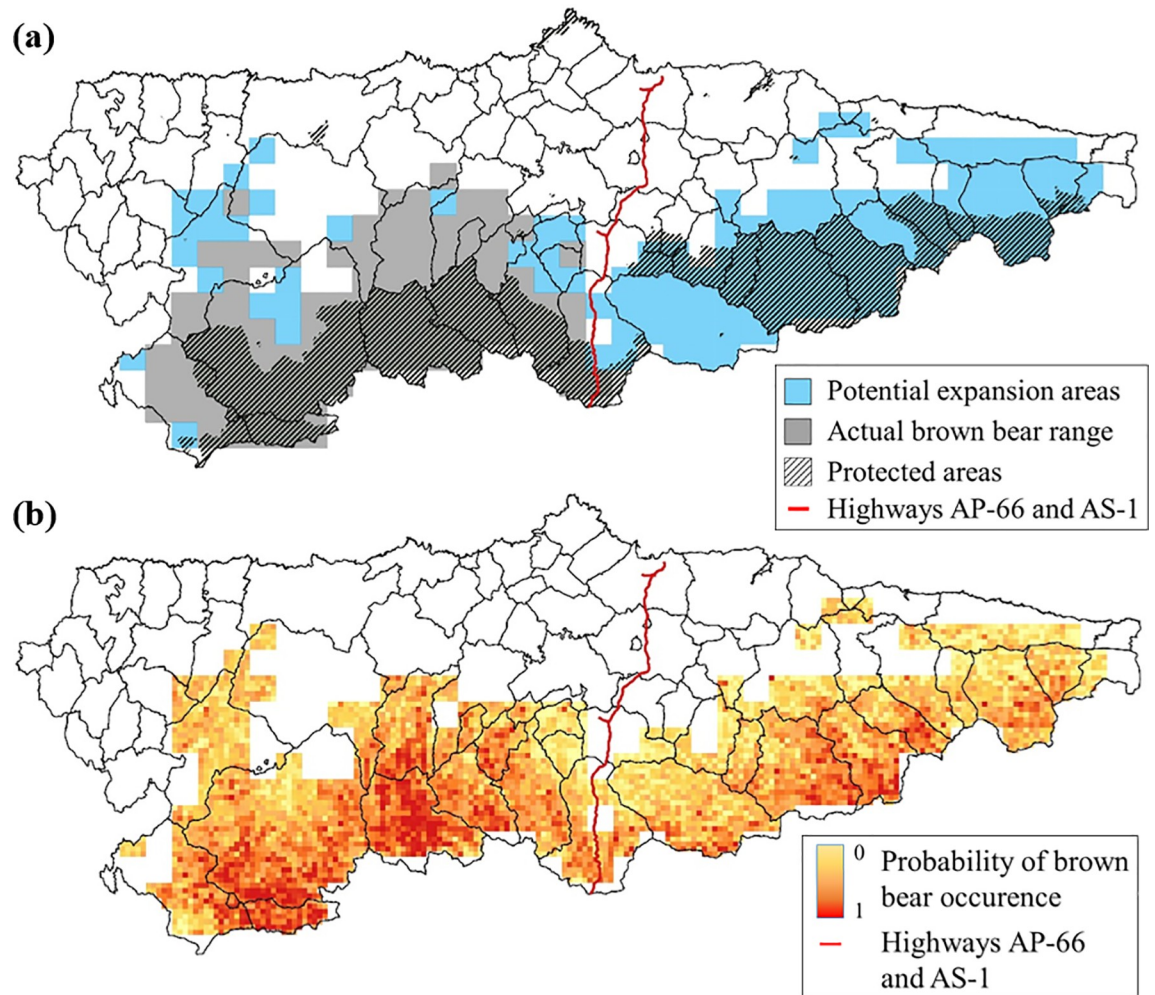 (a)
Potential expansion areas
Actual brown bear range
Protected areas
Highways AP-66 and AS-1
(b)
0
Probability of brown
bear occurence
1
Highways AP-66
and AS-1